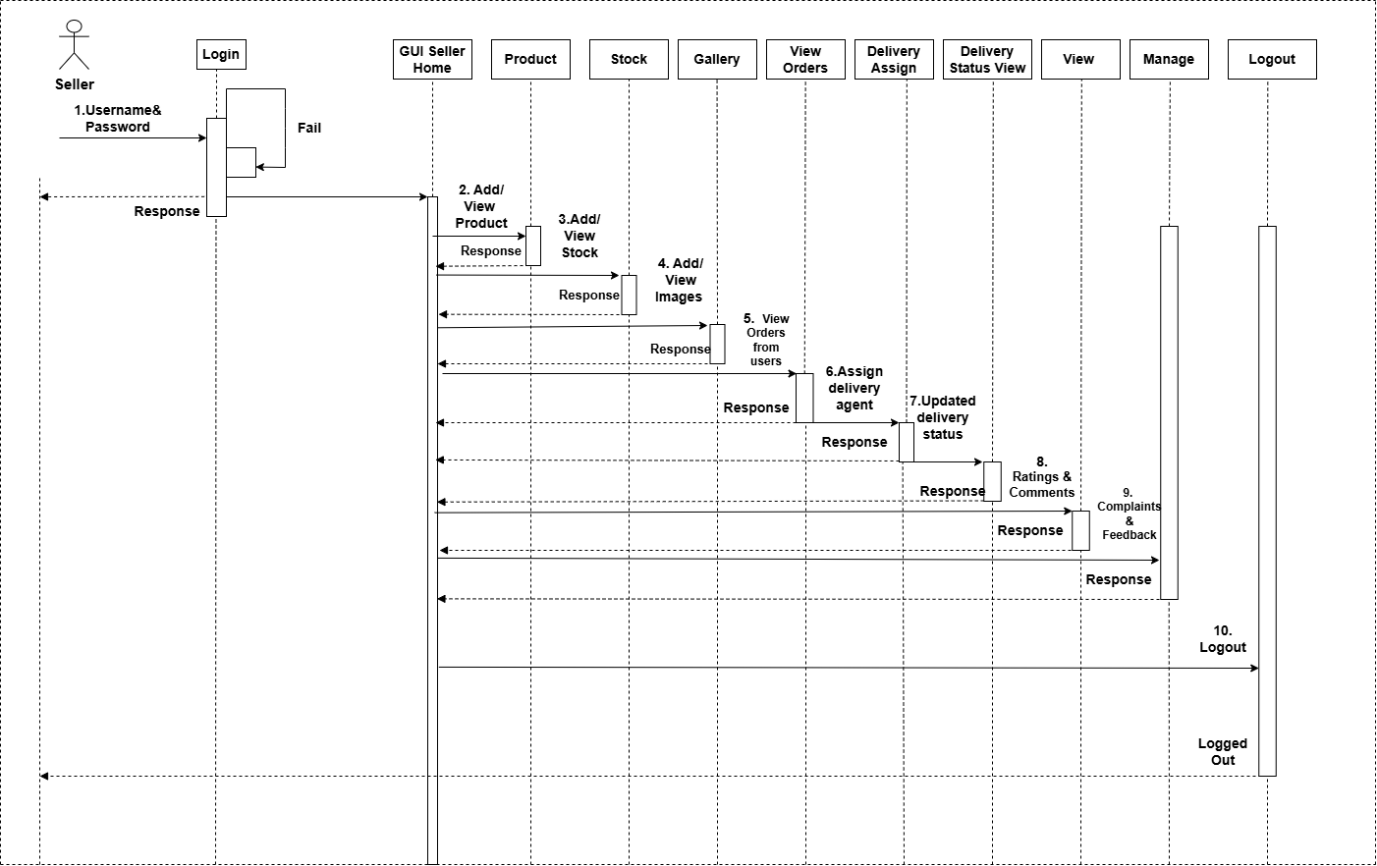 Seller
Login
GUI Seller
Home
Product
Stock
Gallery
View
Orders
Delivery
Assign
Delivery
Status View
View
Manage
Logout
1.Username&
Password
Fail
Response
2. Add/
View
Product
Response
3.Add/
View
Stock
Response
4. Add/
View
Images
Response
5. View
Orders
from
users
Response
6.Assign
delivery
agent
Response
7.Updated
delivery
status
Response
8.
Ratings &
Comments
Response
9.
Complaints
&
Feedback
Response
10.
Logout
Logged
Out